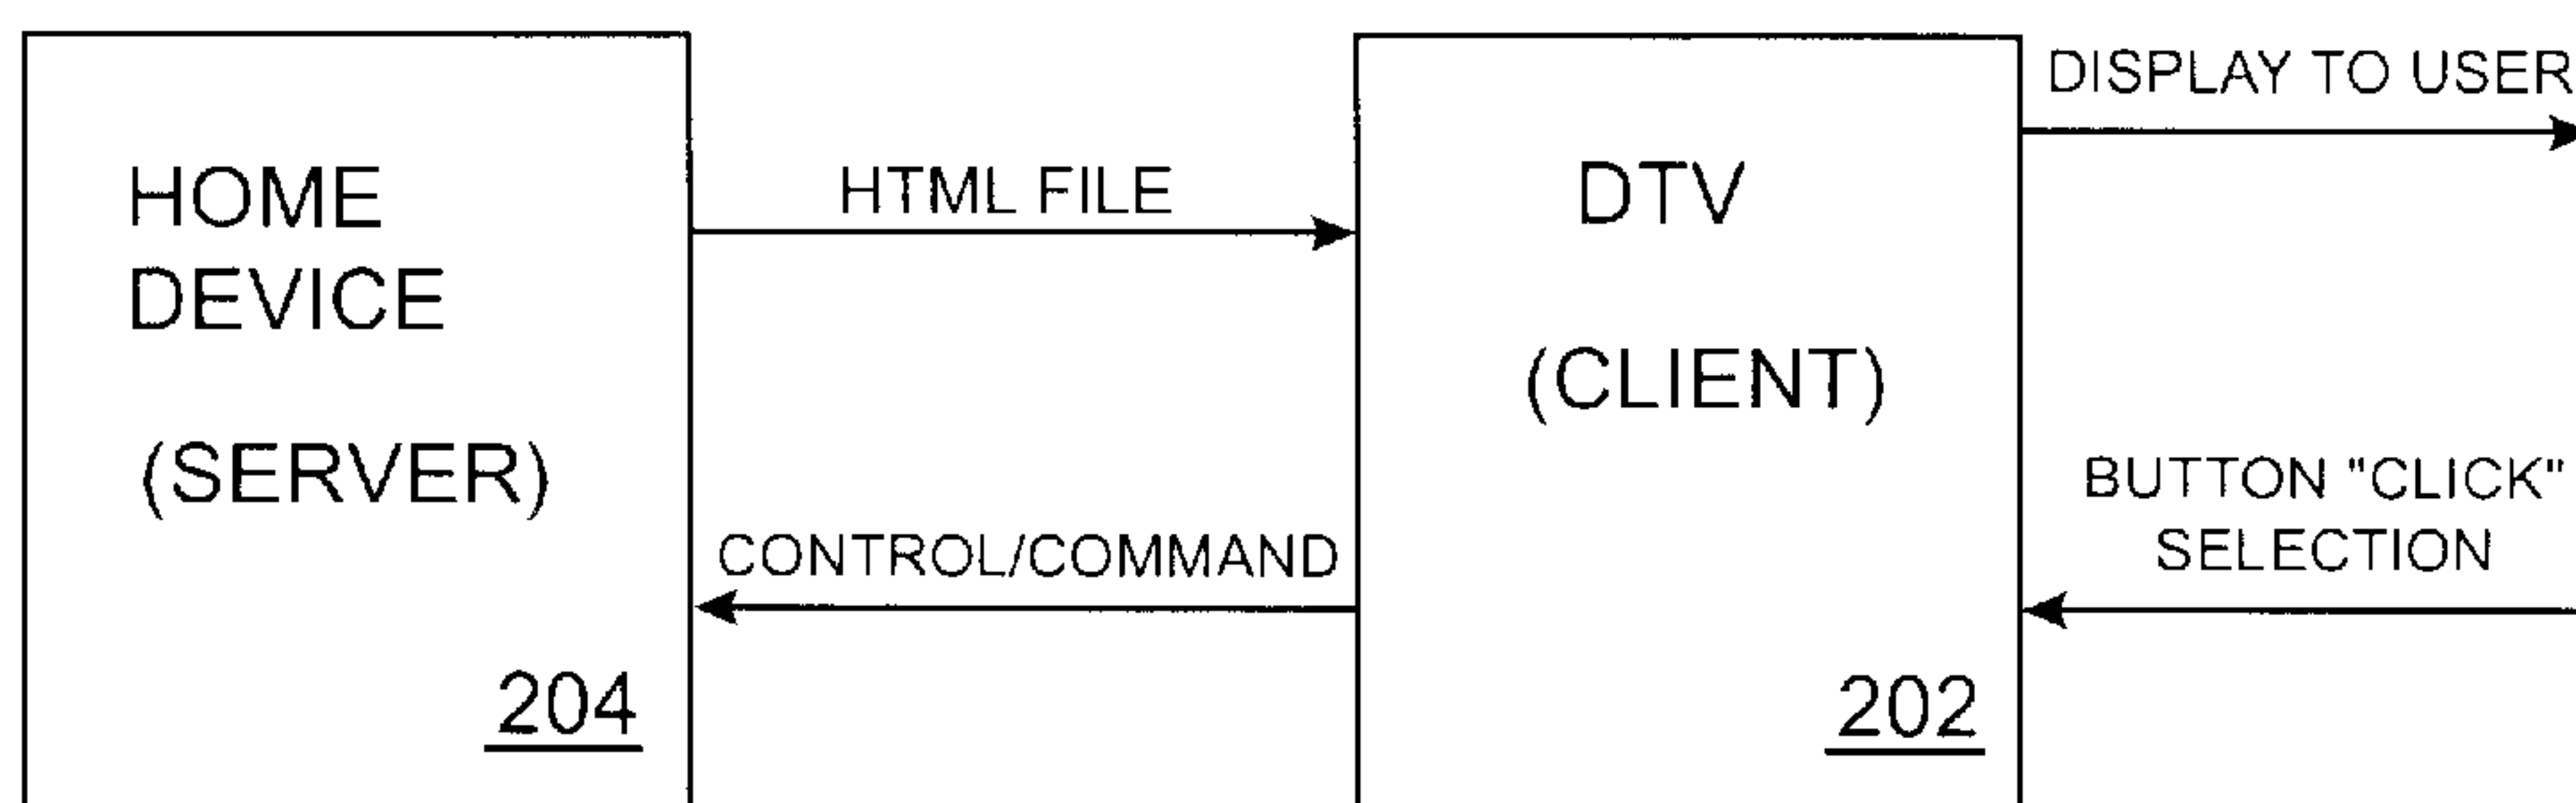 HOME
DEVICE
(SERVER)
204
HTML FILE
CONTROL/COMMAND
DTV
(CLIENT)
202
DISPLAY TO USER
BUTTON "CLICK"
SELECTION